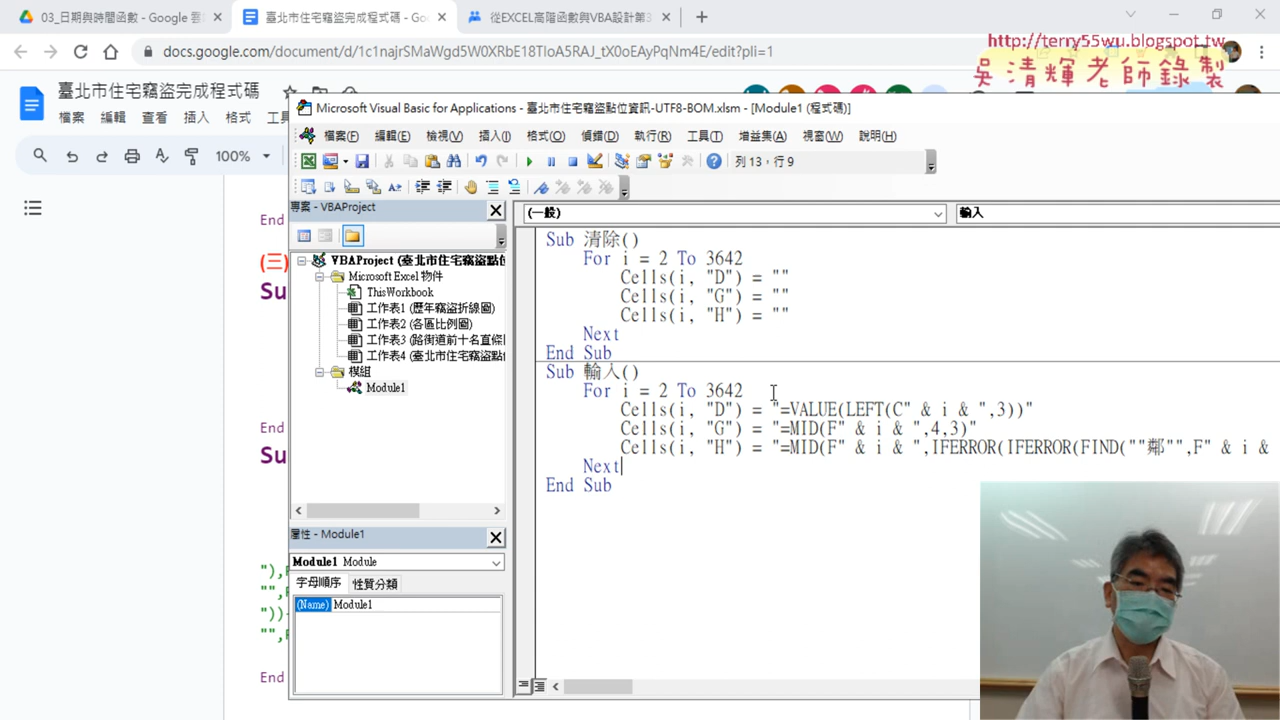 03_日期與時間函數 - Google 雲
臺北市住宅竊盜完成程式碼 - Go
從EXCEL高階函數與VBA設計第3
docs.google.com/document/d/1c1najrSMaWgd5W0XRbE18TloA5RAJ_tX0oEAyPqNm4E/edit?pli=1
http://terry55wu.blogspot.tw
吳清輝老師錄製
臺北市住宅竊盜完成程式碼
檔案 編輯 查看 插入 格式 工具
100%
Microsoft Visual Basic for Applications - 臺北市住宅竊盜點位資訊-UTF8-BOM.xlsm - [Module1 (程式碼)]
檔案(F) 編輯(E) 檢視(V) 插入(I) 格式(O) 偵錯(D) 執行(R) 工具(T) 增益集(A) 視窗(W) 說明(H)
列 13，行 9
專案 - VBAProject
(一般)
輸入
VBAProject (臺北市住宅竊盜點位
Microsoft Excel 物件
ThisWorkbook
工作表1 (歷年竊盜折線圖)
工作表2 (各區比例圖)
工作表3 (路街道前十名直條圖
工作表4 (臺北市住宅竊盜點位
模組
Module1
屬性 - Module1
Module1 Module
字母順序 性質分類
(Name) Module1
Sub 清除()
For i = 2 To 3642
Cells(i, "D") = ""
Cells(i, "G") = ""
Cells(i, "H") = ""
Next
End Sub
Sub 輸入()
For i = 2 To 3642
Cells(i, "D") = "=VALUE(LEFT(C" & i & ",3))"
Cells(i, "G") = "=MID(F" & i & ",4,3)"
Cells(i, "H") = "=MID(F" & i & ",IFERROR(IFERROR(FIND(""鄰"",F" & i &
Next
End Sub
End
(三)
Su
End
Su
"),
"",
"))
"",
End